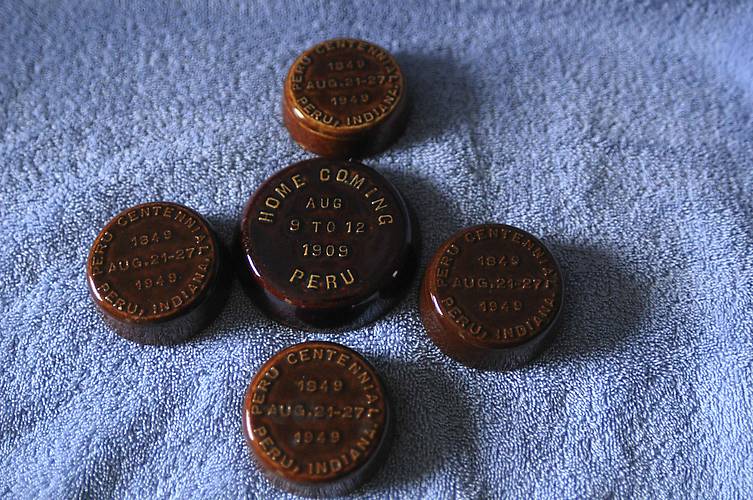 PERU CENTENNIAL
1849
AUG. 21-27
1949
PERU, INDIANA
HOME COMING
AUG
9 TO 12
1909
PERU
PERU CENTENNIAL
1849
AUG. 21-27
1949
PERU, INDIANA
PERU CENTENNIAL
1849
AUG. 21-27
1949
PERU, INDIANA
PERU CENTENNIAL
1849
AUG. 21-27
1949
PERU, INDIANA